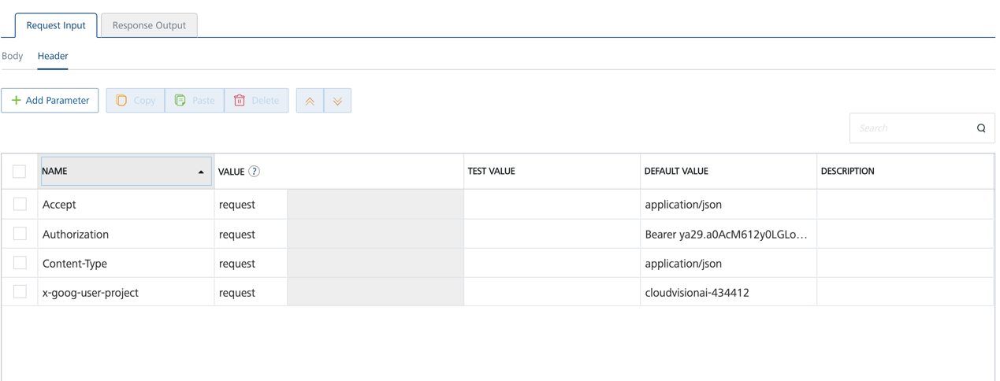 Request Input Response Output
Body Header
Add Parameter Copy Paste Delete
Search
NAME VALUE ? TEST VALUE DEFAULT VALUE DESCRIPTION
Accept request application/json
Authorization request Bearer ya29.a0AcM612y0LGLo...
Content-Type request application/json
x-goog-user-project request cloudvisionai-434412